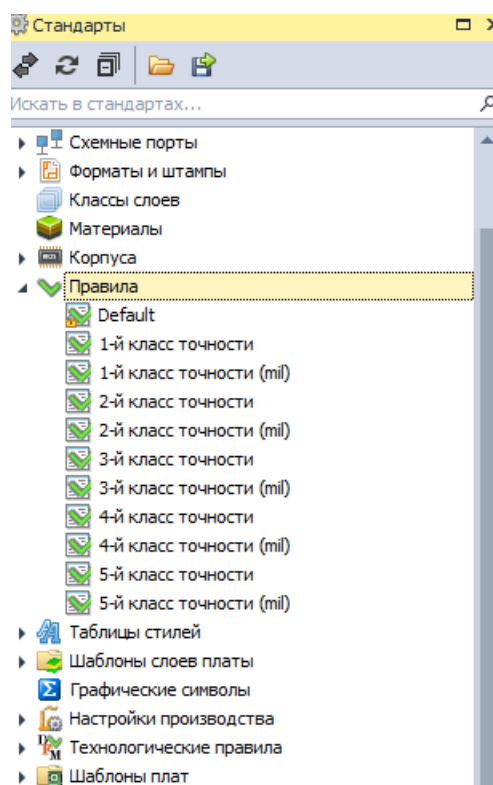 Стандарты
Искать в стандартах...
Схемные порты
Форматы и штампы
Классы слоев
Материалы
Корпуса
Правила
Default
1-й класс точности
1-й класс точности (mil)
2-й класс точности
2-й класс точности (mil)
3-й класс точности
3-й класс точности (mil)
4-й класс точности
4-й класс точности (mil)
5-й класс точности
5-й класс точности (mil)
Таблицы стилей
Шаблоны слоев платы
Графические символы
Настройки производства
Технологические правила
Шаблоны плат